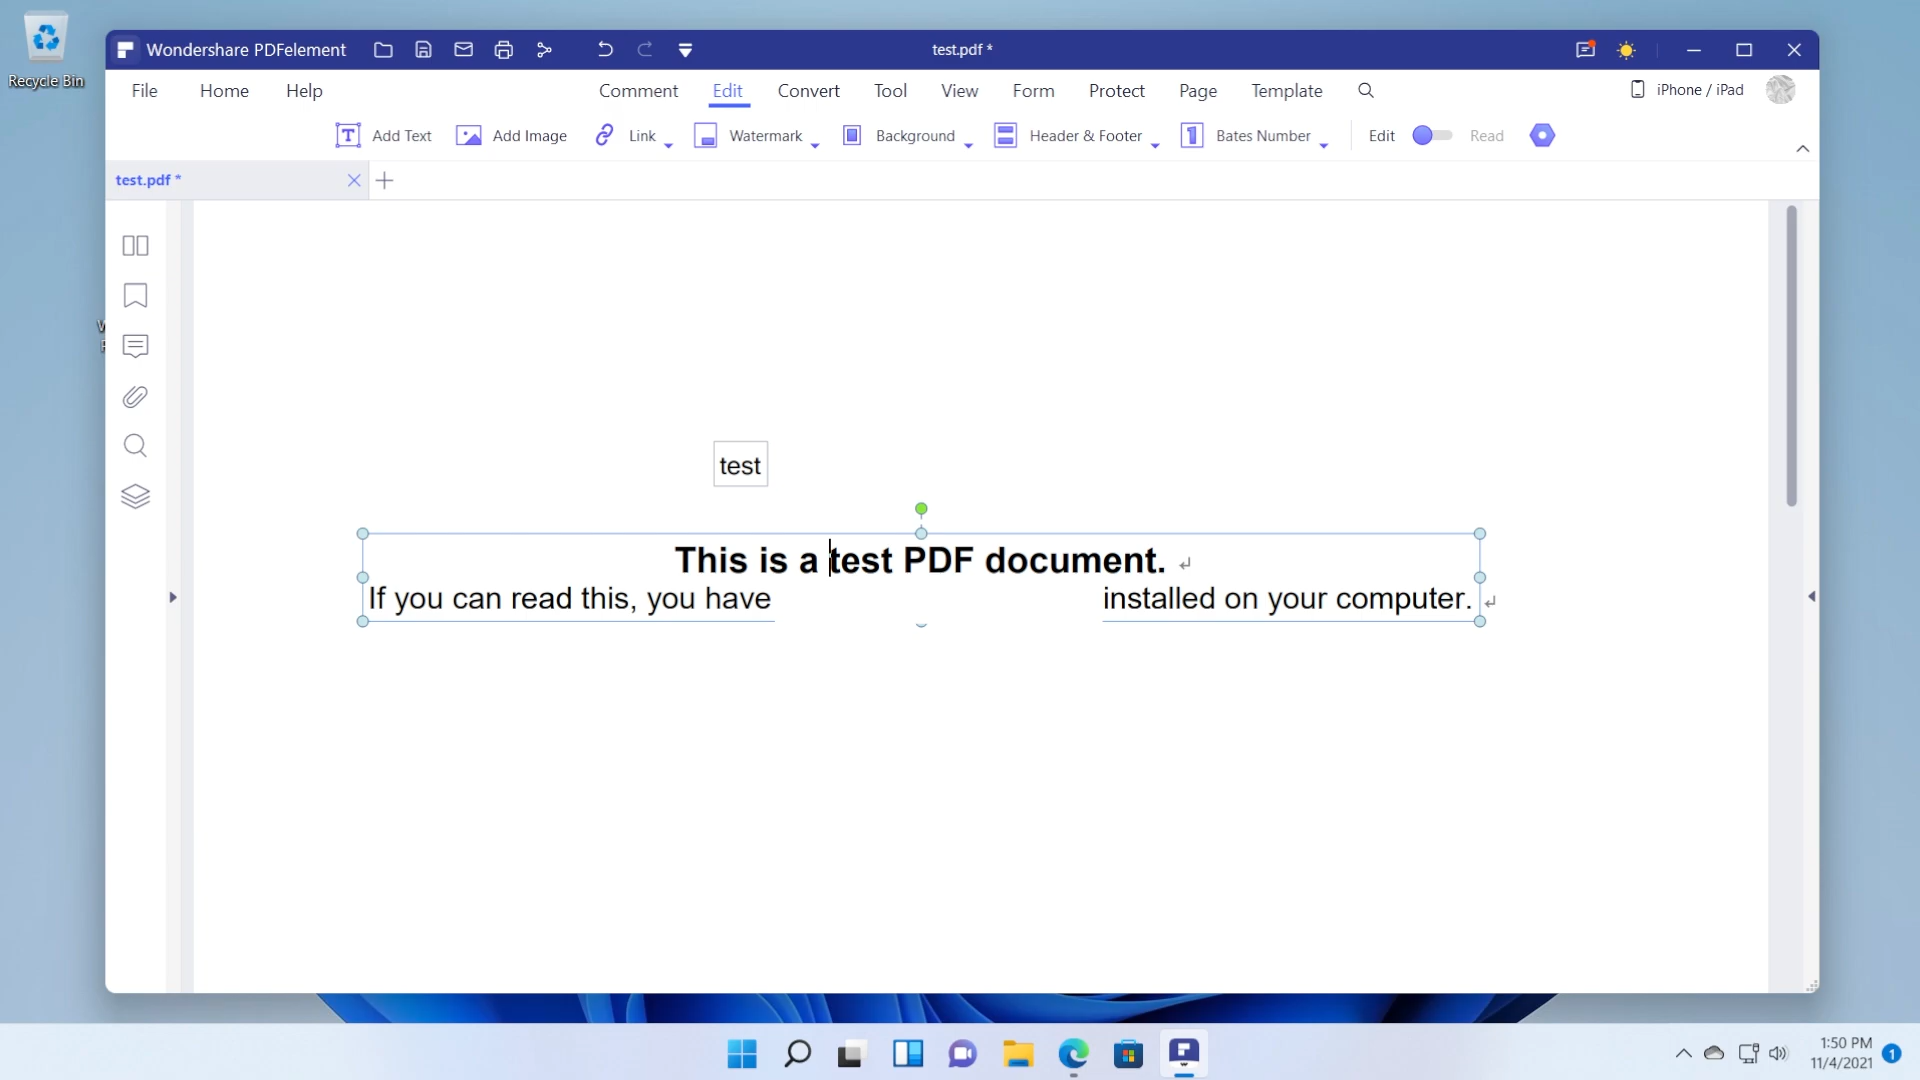 Recycle Bin
Wondershare PDFelement
test.pdf *
File Home Help Comment Edit Convert Tool View Form Protect Page Template iPhone / iPad
Add Text Add Image Link Watermark Background Header & Footer Bates Number Edit Read
test.pdf *
test
This is a test PDF document.
If you can read this, you have installed on your computer.
1:50 PM
11/4/2021
1